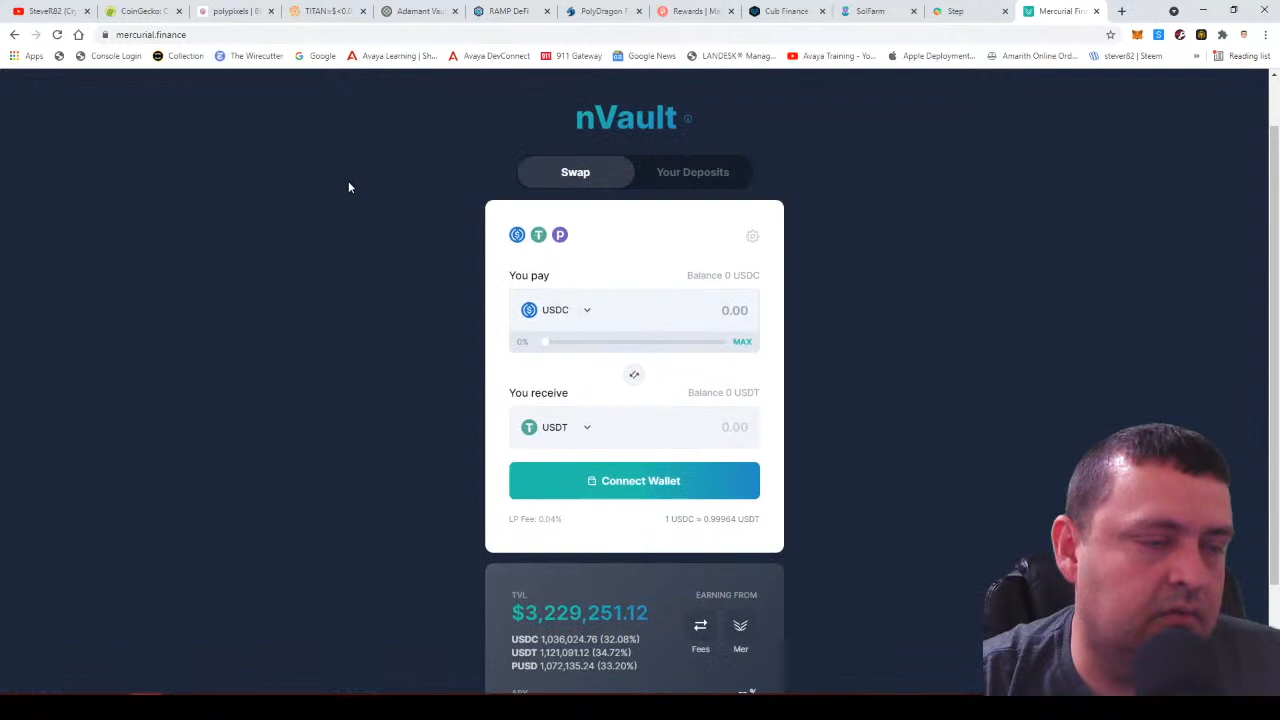 SteveR82 (Cry
CoinGecko: C
polypixels | B
TITAN=$<0.0
Adamant Vau
RAMP DeFi
PolyDragon F
Rewards | Ma
Cub Finance
SolFarm
Step
Mercurial Fina
mercurial.finance
Apps
Console Login
Collection
The Wirecutter
Google
Avaya Learning | Sh...
Avaya DevConnect
911 Gateway
Google News
LANDESK® Manag...
Avaya Training - Yo...
Apple Deployment...
Amarith Online Ord...
stever82 | Steem
»
Reading list
nVault
Swap
Your Deposits
You pay
Balance 0 USDC
USDC
0.00
0%
MAX
You receive
Balance 0 USDT
USDT
0.00
Connect Wallet
LP Fee: 0.04%
1 USDC = 0.99964 USDT
TVL
EARNING FROM
$3,229,251.12
USDC 1,036,024.76 (32.08%)
USDT 1,121,091.12 (34.72%)
PUSD 1,072,135.24 (33.20%)
Fees
Mer